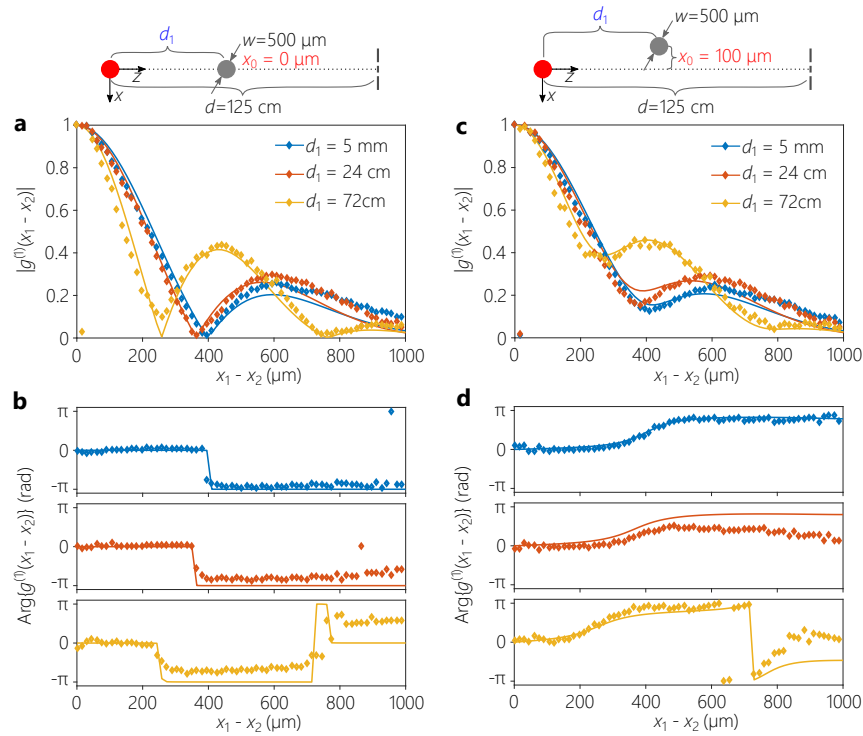 d₁
w=500 µm
x₀ = 0 µm
z
x
d=125 cm
d₁
w=500 µm
x₀ = 100 µm
z
x
d=125 cm
a
|g⁽¹⁾(x₁ - x₂)|
1
0.8
0.6
0.4
0.2
0
d₁ = 5 mm
d₁ = 24 cm
d₁ = 72cm
0 200 400 600 800 1000
x₁ - x₂ (µm)
c
|g⁽¹⁾(x₁ - x₂)|
1
0.8
0.6
0.4
0.2
0
d₁ = 5 mm
d₁ = 24 cm
d₁ = 72cm
0 200 400 600 800 1000
x₁ - x₂ (µm)
b
Arg{g⁽¹⁾(x₁ - x₂)} (rad)
π
0
-π
π
0
-π
π
0
-π
0 200 400 600 800 1000
x₁ - x₂ (µm)
d
Arg{g⁽¹⁾(x₁ - x₂)} (rad)
π
0
-π
π
0
-π
π
0
-π
0 200 400 600 800 1000
x₁ - x₂ (µm)